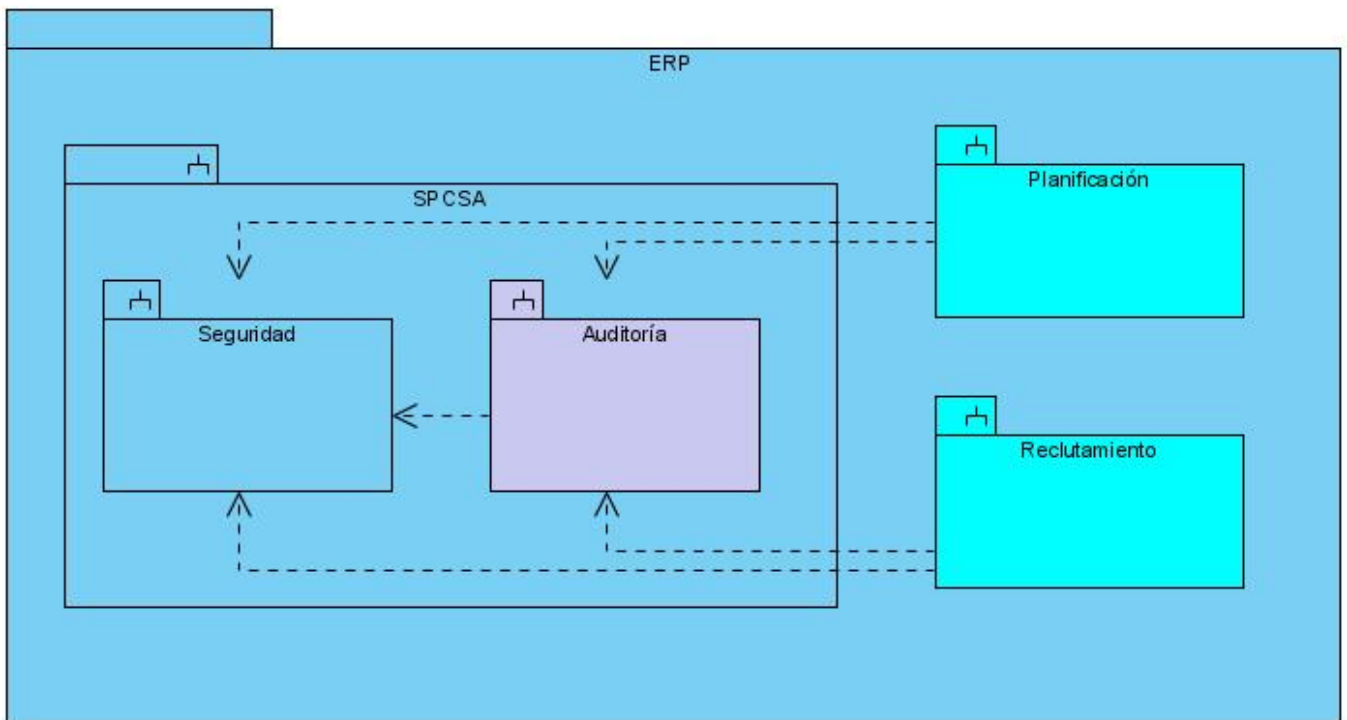 ERP
SPCSA
Planificación
Seguridad
Auditoría
Reclutamiento